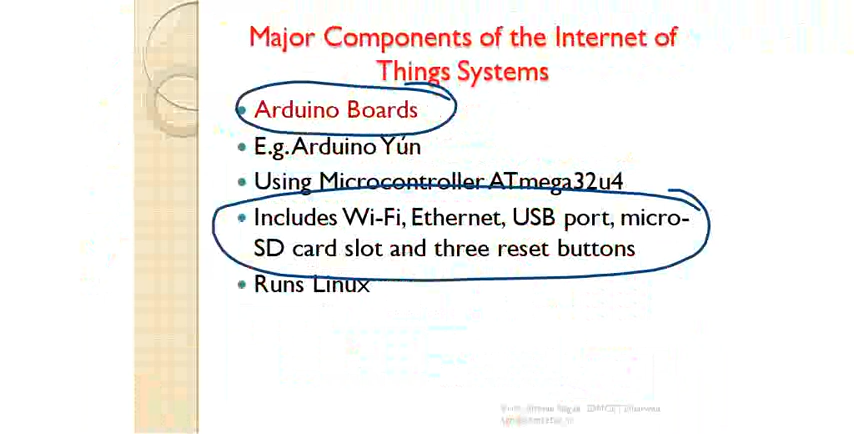 Major Components of the Internet of
Things Systems
Arduino Boards
E.g. Arduino Yún
Using Microcontroller ATmega32u4
Includes Wi-Fi, Ethernet, USB port, micro-
SD card slot and three reset buttons
Runs Linux